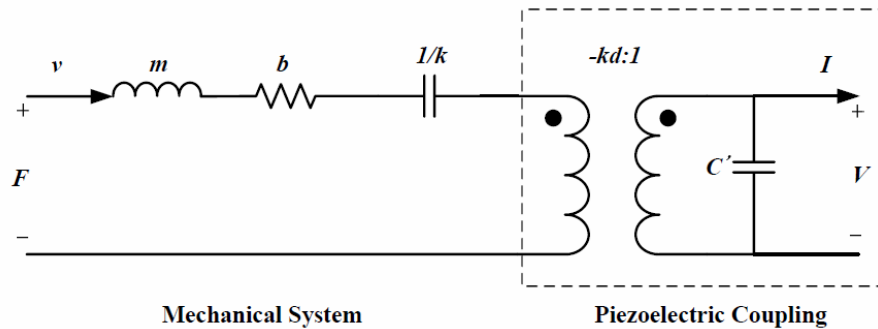 v
m
b
1/k
-kd:1
I
+
+
F
C′
V
−
−
Mechanical System
Piezoelectric Coupling